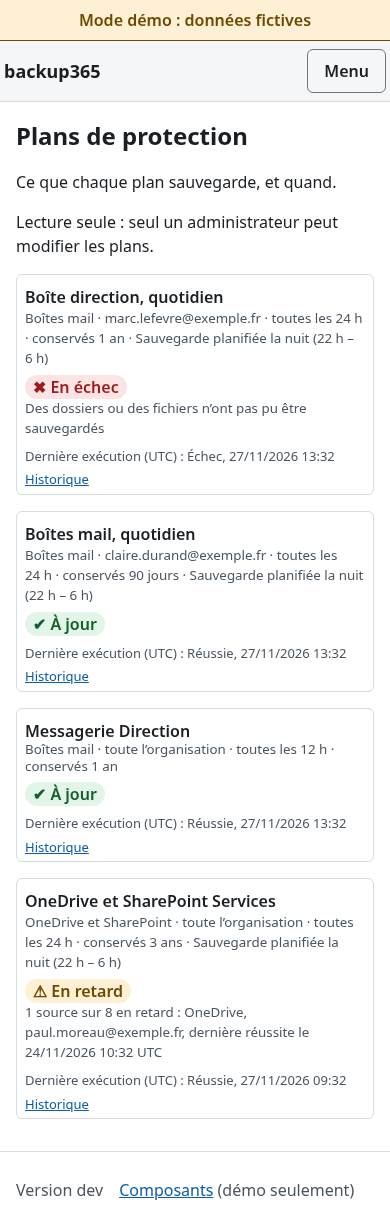 Mode démo : données fictives
backup365
Menu
Plans de protection
Ce que chaque plan sauvegarde, et quand.
Lecture seule : seul un administrateur peut
modifier les plans.
Boîte direction, quotidien
Boîtes mail · marc.lefevre@exemple.fr · toutes les 24 h
· conservés 1 an · Sauvegarde planifiée la nuit (22 h –
6 h)
✖ En échec
Des dossiers ou des fichiers n’ont pas pu être
sauvegardés
Dernière exécution (UTC) : Échec, 27/11/2026 13:32
Historique
Boîtes mail, quotidien
Boîtes mail · claire.durand@exemple.fr · toutes les
24 h · conservés 90 jours · Sauvegarde planifiée la nuit
(22 h – 6 h)
✔ À jour
Dernière exécution (UTC) : Réussie, 27/11/2026 13:32
Historique
Messagerie Direction
Boîtes mail · toute l’organisation · toutes les 12 h ·
conservés 1 an
✔ À jour
Dernière exécution (UTC) : Réussie, 27/11/2026 13:32
Historique
OneDrive et SharePoint Services
OneDrive et SharePoint · toute l’organisation · toutes
les 24 h · conservés 3 ans · Sauvegarde planifiée la
nuit (22 h – 6 h)
⚠ En retard
1 source sur 8 en retard : OneDrive,
paul.moreau@exemple.fr, dernière réussite le
24/11/2026 10:32 UTC
Dernière exécution (UTC) : Réussie, 27/11/2026 09:32
Historique
Version dev Composants (démo seulement)